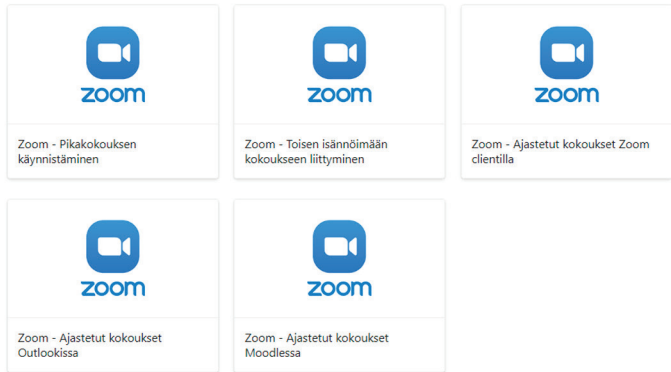 zoom
Zoom - Pikakokouksen
käynnistäminen
zoom
Zoom - Toisen isännöimään
kokoukseen liittyminen
zoom
Zoom - Ajastetut kokoukset Zoom
clientilla
zoom
Zoom - Ajastetut kokoukset
Outlookissa
zoom
Zoom - Ajastetut kokoukset
Moodlessa